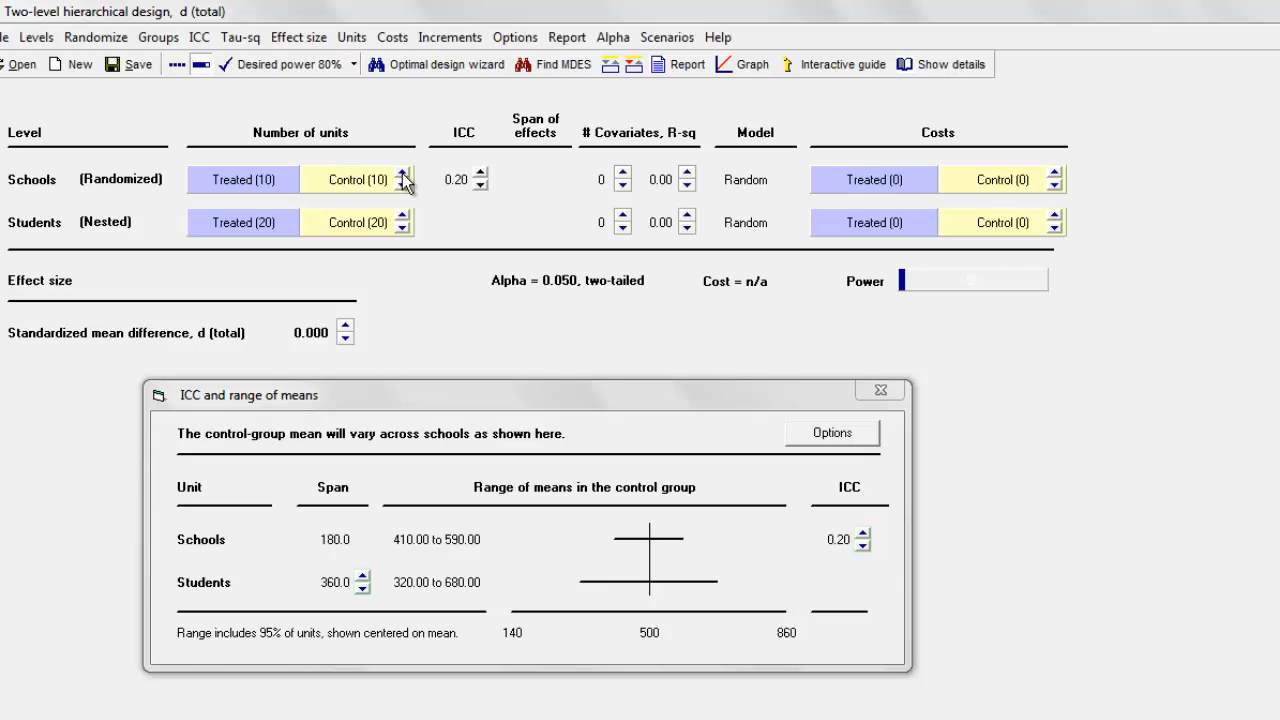 Two-level hierarchical design, d (total)
le Levels Randomize Groups ICC Tau-sq Effect size Units Costs Increments Options Report Alpha Scenarios Help
Open New Save Desired power 80% Optimal design wizard Find MDES Report Graph Interactive guide Show details
Level Number of units ICC Span of effects # Covariates, R-sq Model Costs
Schools (Randomized) Treated (10) Control (10) 0.20 0 0.00 Random Treated (0) Control (0)
Students (Nested) Treated (20) Control (20) 0 0.00 Random Treated (0) Control (0)
Effect size Alpha = 0.050, two-tailed Cost = n/a Power
Standardized mean difference, d (total) 0.000
ICC and range of means
The control-group mean will vary across schools as shown here. Options
Unit Span Range of means in the control group ICC
Schools 180.0 410.00 to 590.00 0.20
Students 360.0 320.00 to 680.00
Range includes 95% of units, shown centered on mean. 140 500 860